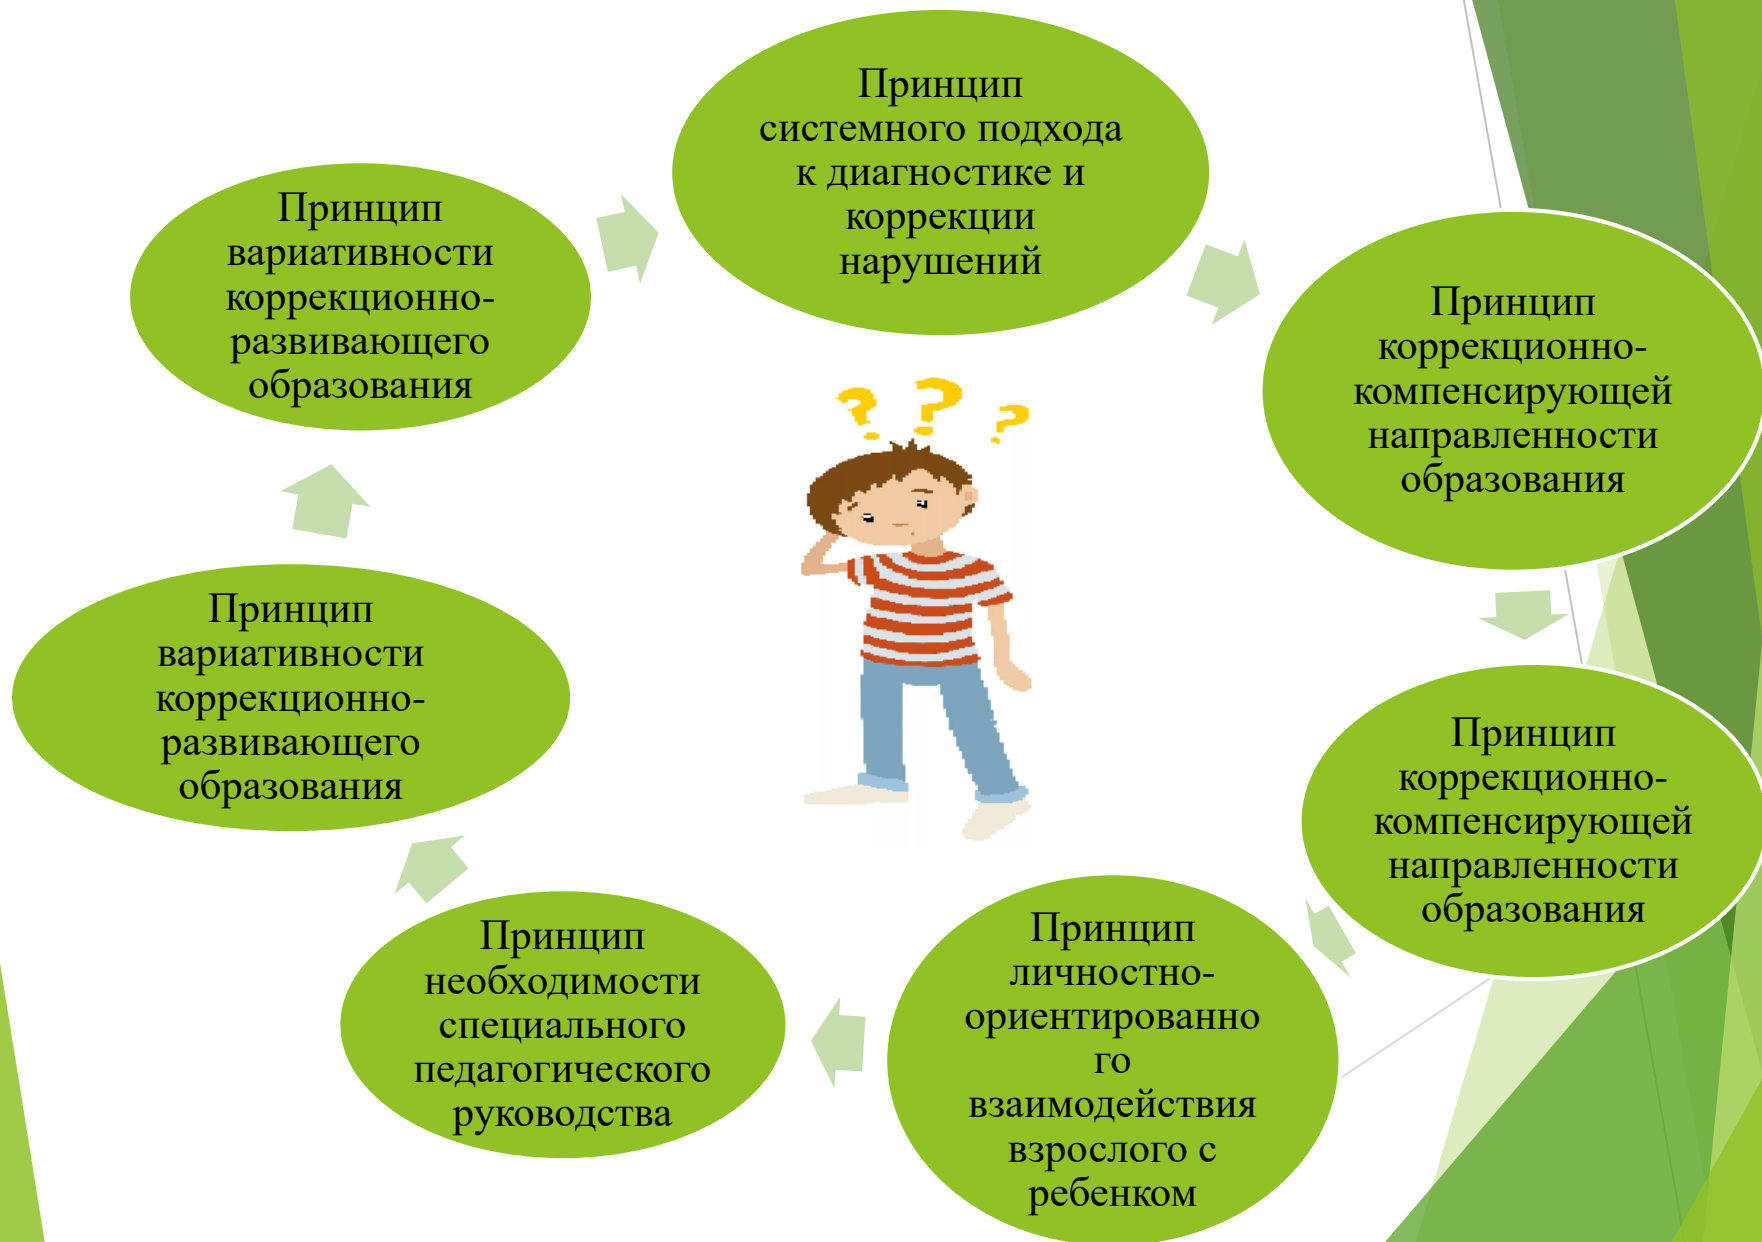 Принцип
системного подхода
к диагностике и
коррекции
нарушений
Принцип
коррекционно-
компенсирующей
направленности
образования
Принцип
коррекционно-
компенсирующей
направленности
образования
Принцип
личностно-
ориентированно
го
взаимодействия
взрослого с
ребенком
Принцип
необходимости
специального
педагогического
руководства
Принцип
вариативности
коррекционно-
развивающего
образования
Принцип
вариативности
коррекционно-
развивающего
образования
? ? ?